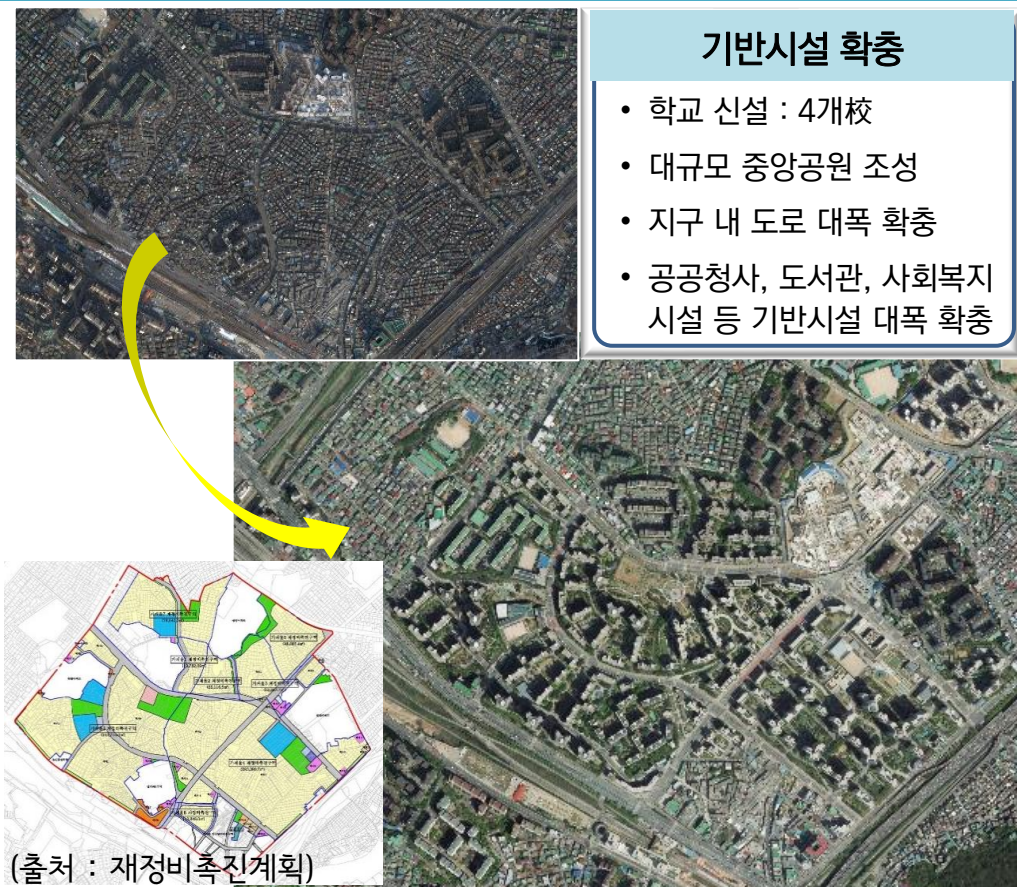 기반시설 확충
• 학교 신설 : 4개校
• 대규모 중앙공원 조성
• 지구 내 도로 대폭 확충
• 공공청사, 도서관, 사회복지
시설 등 기반시설 대폭 확충
(출처 : 재정비촉진계획)